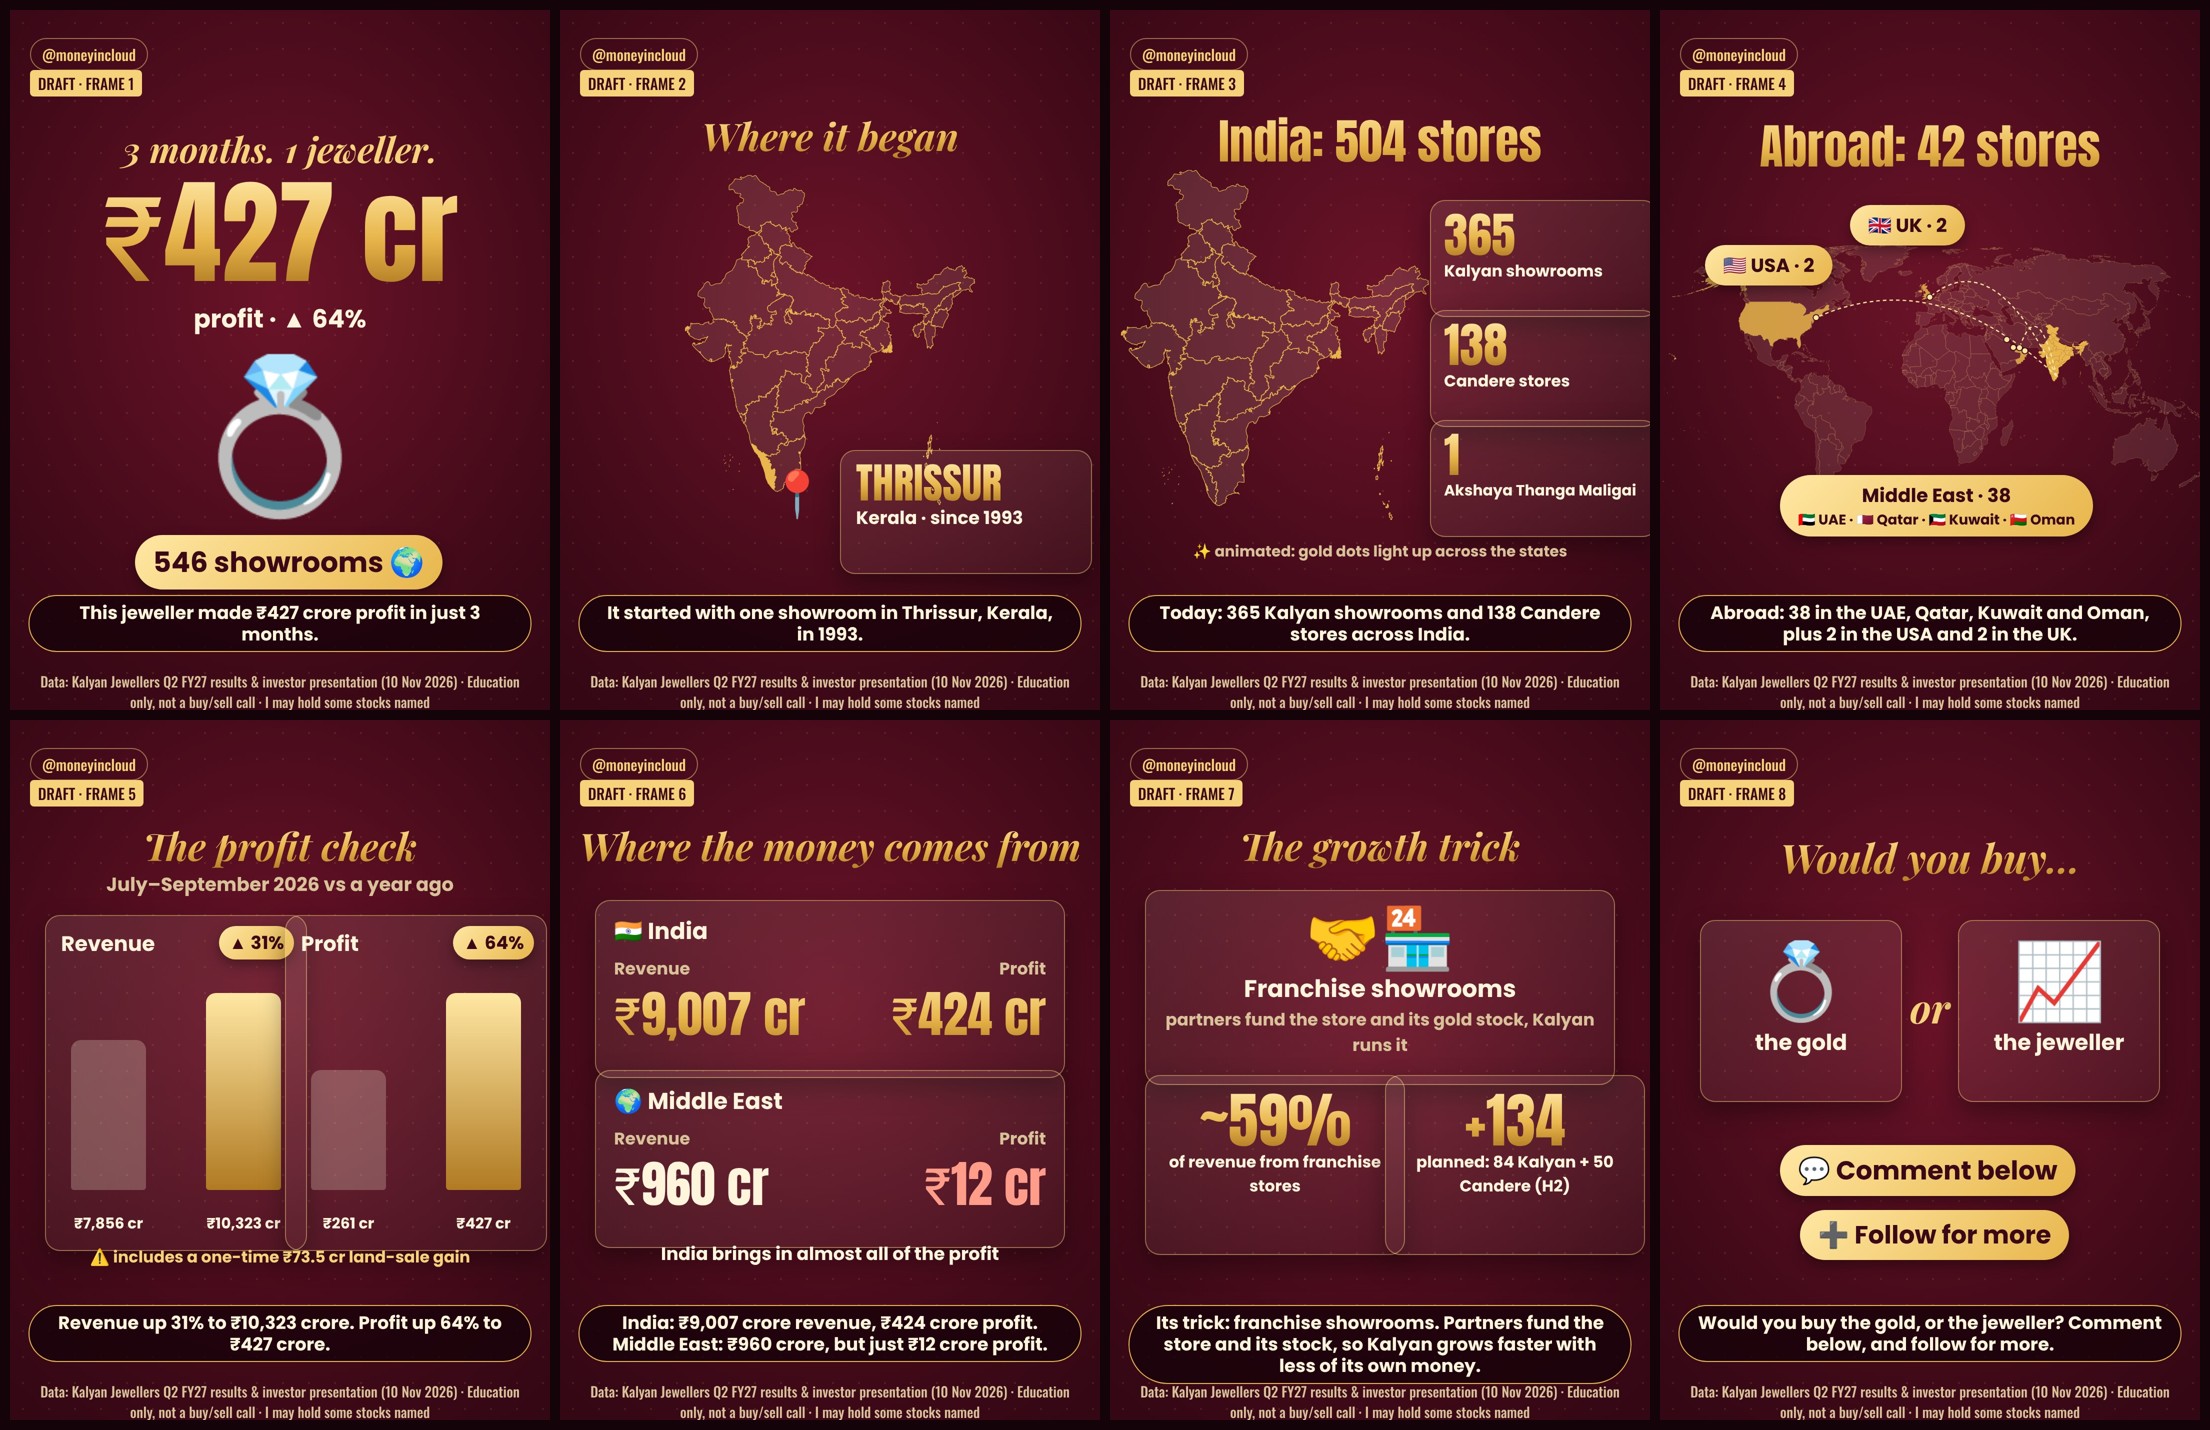 @moneyincloud
DRAFT · FRAME 1
3 months. 1 jeweller.
₹427 cr
profit · ▲ 64%
546 showrooms 🌍
This jeweller made ₹427 crore profit in just 3
months.
Data: Kalyan Jewellers Q2 FY27 results & investor presentation (10 Nov 2026) · Education
only, not a buy/sell call · I may hold some stocks named
@moneyincloud
DRAFT · FRAME 2
Where it began
THRISSUR
Kerala · since 1993
It started with one showroom in Thrissur, Kerala,
in 1993.
Data: Kalyan Jewellers Q2 FY27 results & investor presentation (10 Nov 2026) · Education
only, not a buy/sell call · I may hold some stocks named
@moneyincloud
DRAFT · FRAME 3
India: 504 stores
365
Kalyan showrooms
138
Candere stores
1
Akshaya Thanga Maligai
✨ animated: gold dots light up across the states
Today: 365 Kalyan showrooms and 138 Candere
stores across India.
Data: Kalyan Jewellers Q2 FY27 results & investor presentation (10 Nov 2026) · Education
only, not a buy/sell call · I may hold some stocks named
@moneyincloud
DRAFT · FRAME 4
Abroad: 42 stores
🇬🇧 UK · 2
🇺🇸 USA · 2
Middle East · 38
🇦🇪 UAE · 🇶🇦 Qatar · 🇰🇼 Kuwait · 🇴🇲 Oman
Abroad: 38 in the UAE, Qatar, Kuwait and Oman,
plus 2 in the USA and 2 in the UK.
Data: Kalyan Jewellers Q2 FY27 results & investor presentation (10 Nov 2026) · Education
only, not a buy/sell call · I may hold some stocks named
@moneyincloud
DRAFT · FRAME 5
The profit check
July–September 2026 vs a year ago
Revenue
▲ 31%
Profit
▲ 64%
₹7,856 cr
₹10,323 cr
₹261 cr
₹427 cr
⚠️ includes a one-time ₹73.5 cr land-sale gain
Revenue up 31% to ₹10,323 crore. Profit up 64% to
₹427 crore.
Data: Kalyan Jewellers Q2 FY27 results & investor presentation (10 Nov 2026) · Education
only, not a buy/sell call · I may hold some stocks named
@moneyincloud
DRAFT · FRAME 6
Where the money comes from
🇮🇳 India
Revenue
Profit
₹9,007 cr
₹424 cr
🌍 Middle East
Revenue
Profit
₹960 cr
₹12 cr
India brings in almost all of the profit
India: ₹9,007 crore revenue, ₹424 crore profit.
Middle East: ₹960 crore, but just ₹12 crore profit.
Data: Kalyan Jewellers Q2 FY27 results & investor presentation (10 Nov 2026) · Education
only, not a buy/sell call · I may hold some stocks named
@moneyincloud
DRAFT · FRAME 7
The growth trick
24
Franchise showrooms
partners fund the store and its gold stock, Kalyan
runs it
~59%
of revenue from franchise
stores
+134
planned: 84 Kalyan + 50
Candere (H2)
Its trick: franchise showrooms. Partners fund the
store and its stock, so Kalyan grows faster with
less of its own money.
Data: Kalyan Jewellers Q2 FY27 results & investor presentation (10 Nov 2026) · Education
only, not a buy/sell call · I may hold some stocks named
@moneyincloud
DRAFT · FRAME 8
Would you buy...
the gold
or
the jeweller
💬 Comment below
➕ Follow for more
Would you buy the gold, or the jeweller? Comment
below, and follow for more.
Data: Kalyan Jewellers Q2 FY27 results & investor presentation (10 Nov 2026) · Education
only, not a buy/sell call · I may hold some stocks named